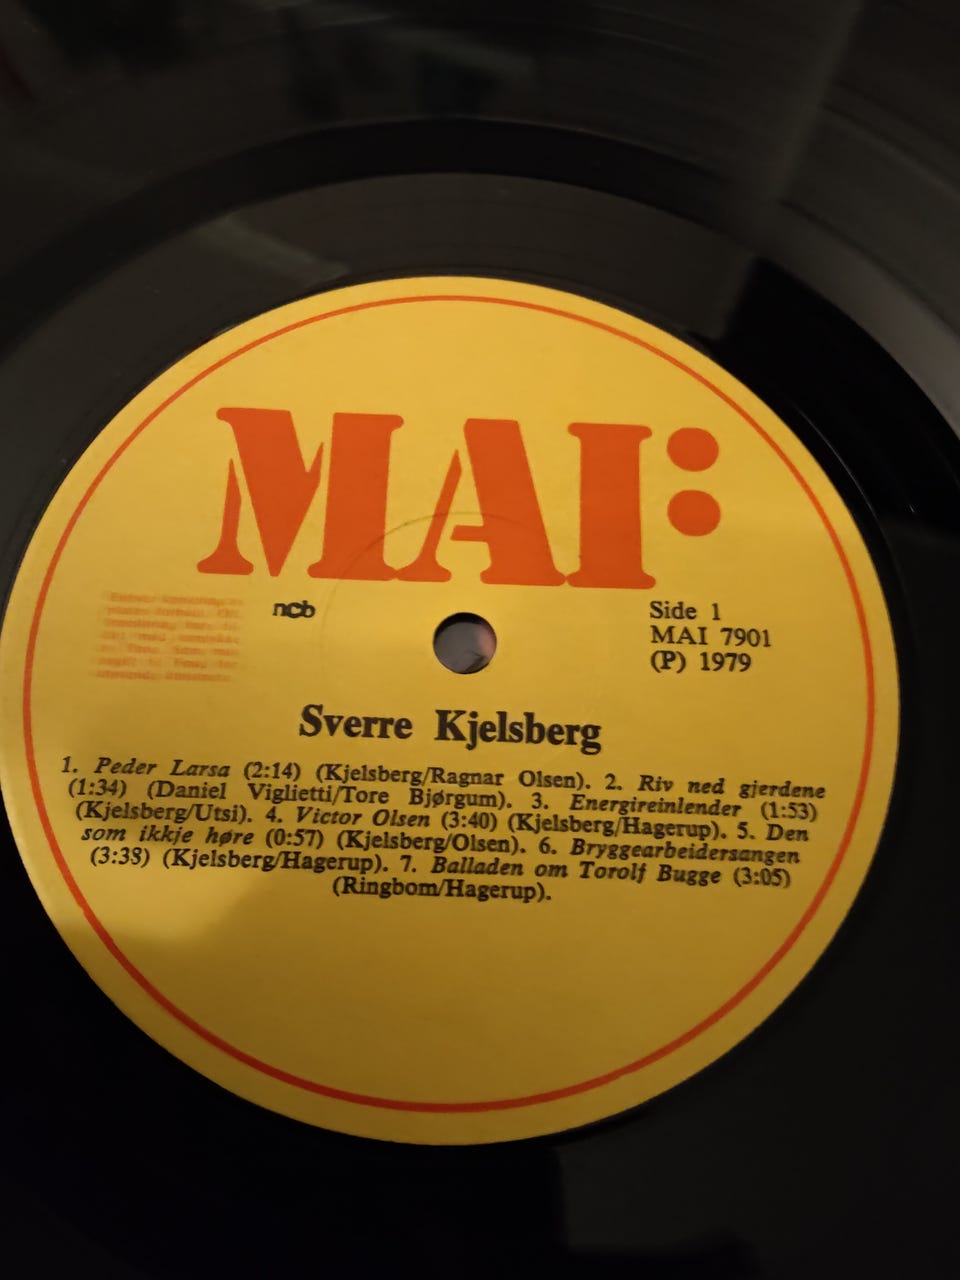 MAI:
ncb
Side 1
MAI 7901
(P) 1979
Sverre Kjelsberg
1. Peder Larsa (2:14) (Kjelsberg/Ragnar Olsen). 2. Riv ned gjerdene
(1:34) (Daniel Viglietti/Tore Bjørgum). 3. Energireinlender (1:53)
(Kjelsberg/Utsi). 4. Victor Olsen (3:40) (Kjelsberg/Hagerup). 5. Den
som ikkje høre (0:57) (Kjelsberg/Olsen). 6. Bryggearbeidersangen
(3:38) (Kjelsberg/Hagerup). 7. Balladen om Torolf Bugge (3:05)
(Ringbom/Hagerup).